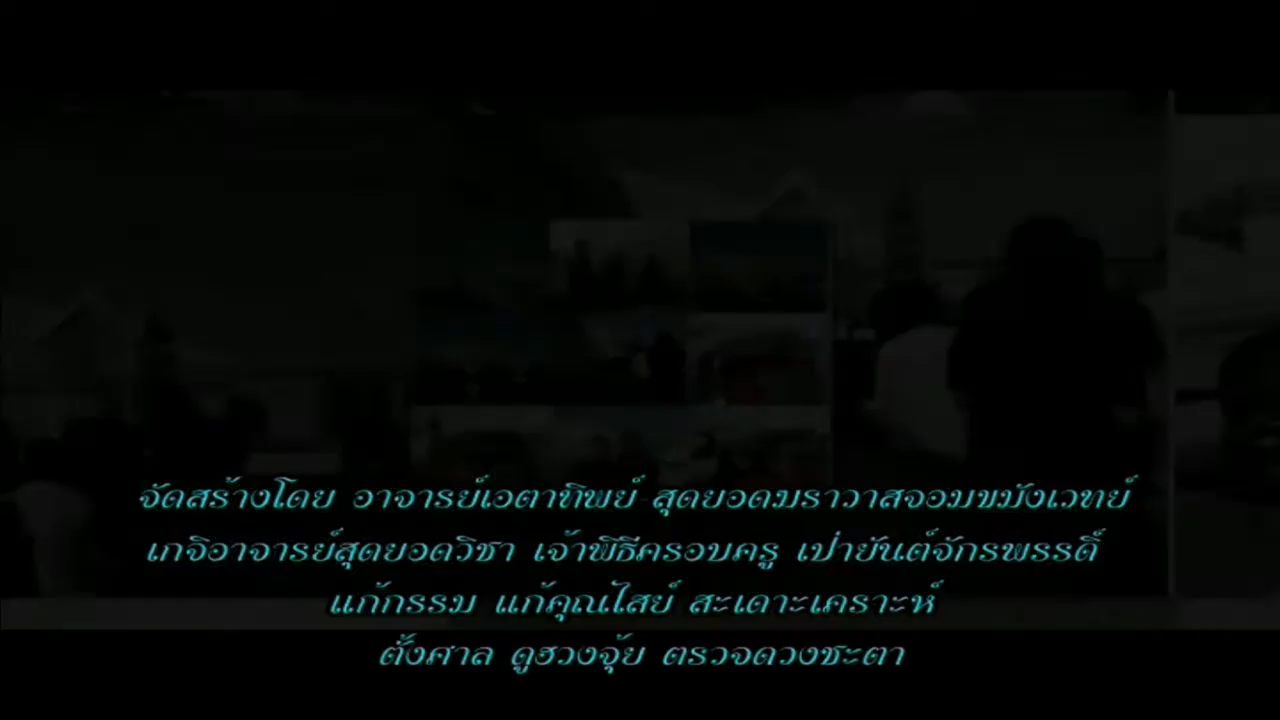 จัดสร้างโดย อาจารย์เอตาทิพย์ สุดยอดฆราวาสจอมขมังเวทย์
เกจิอาจารย์สุดยอดวิชา เจ้าพิธีครอบครู เป่ายันต์จักรพรรดิ์
แก้กรรม แก้คุณไสย์ สะเดาะเคราะห์
ตั้งศาล ดูฮวงจุ้ย ตรวจดวงชะตา